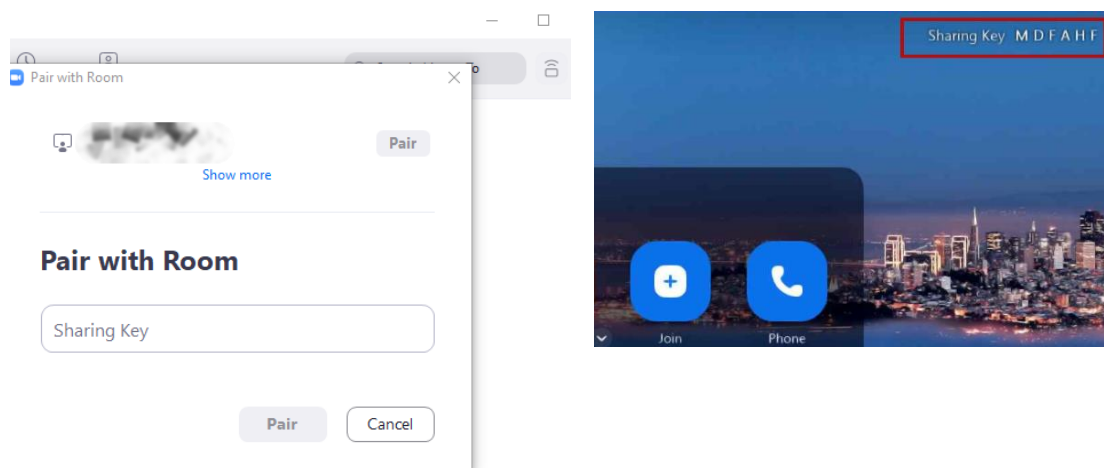 Pair with Room
Pair
Show more
Pair with Room
Sharing Key
Pair
Cancel
Sharing Key M D F A H F
Join
Phone